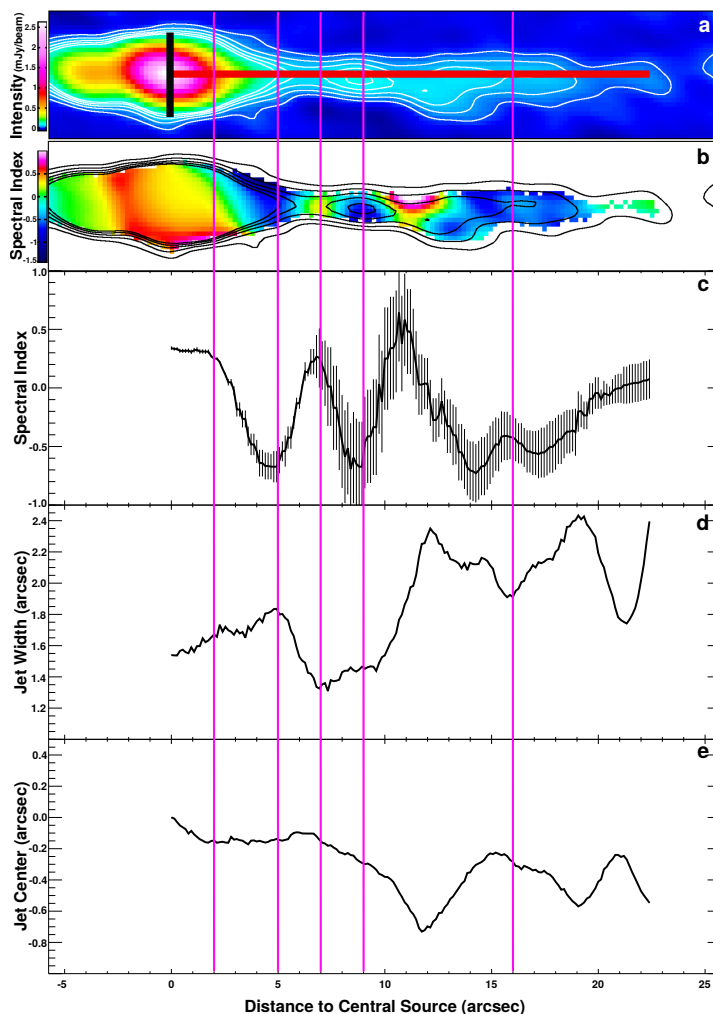 a
Intensity (mJy/beam)
2.5
2
1.5
1
0.5
0
b
Spectral Index
0.5
0
-0.5
-1
-1.5
c
Spectral Index
1.0
0.5
0.0
-0.5
-1.0
d
Jet Width (arcsec)
2.4
2.2
2.0
1.8
1.6
1.4
1.2
1.0
e
Jet Center (arcsec)
0.4
0.2
0.0
-0.2
-0.4
-0.6
-0.8
-5 0 5 10 15 20 25
Distance to Central Source (arcsec)